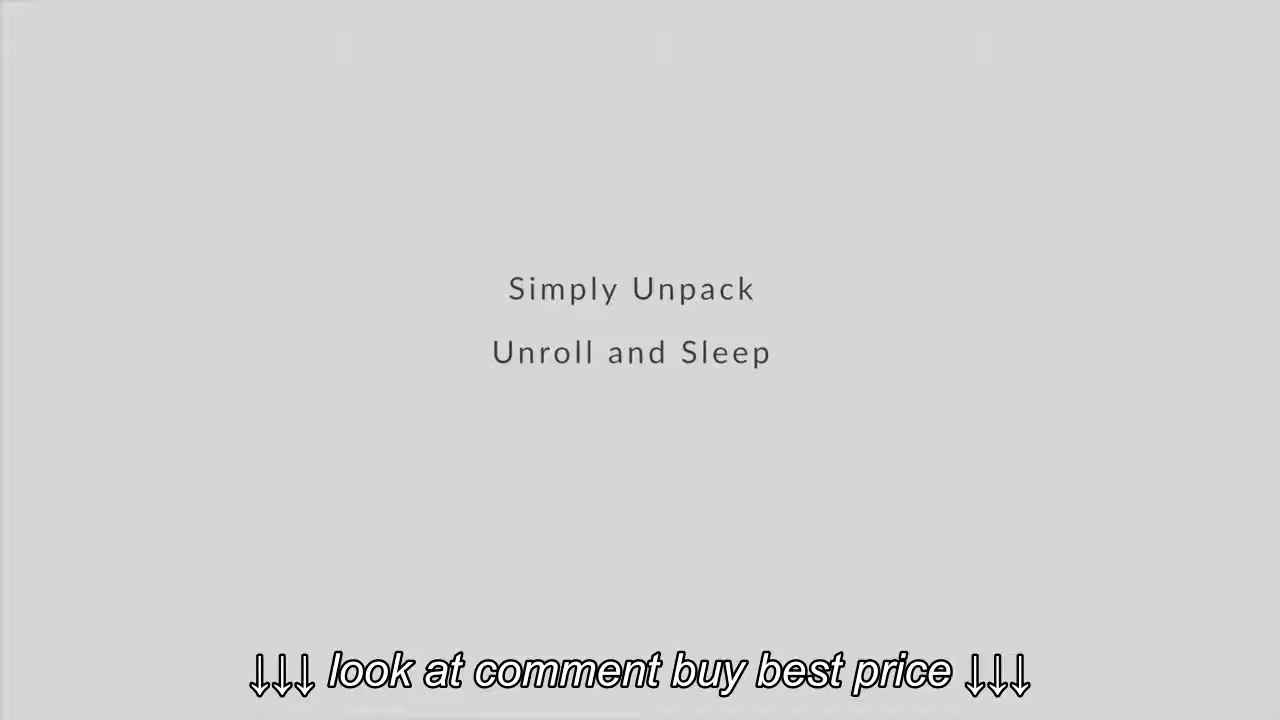 Simply Unpack
Unroll and Sleep
↓↓↓ look at comment buy best price ↓↓↓